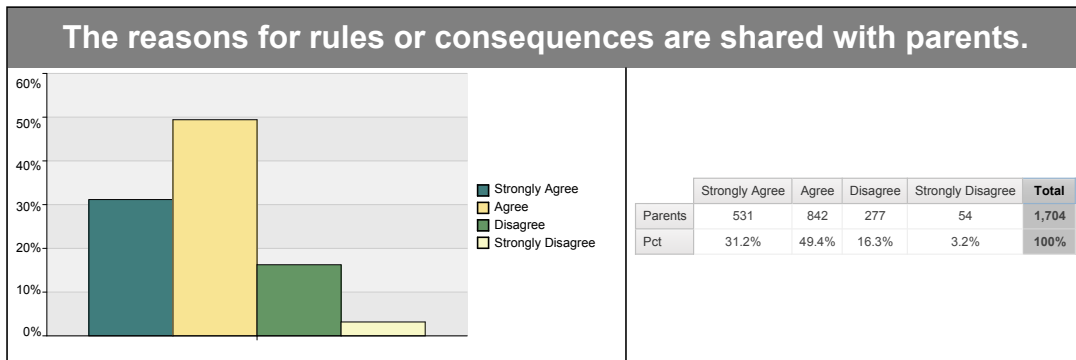 The reasons for rules or consequences are shared with parents.
60%
50%
40%
30%
20%
10%
0%
Strongly Agree
Agree
Disagree
Strongly Disagree
Strongly Agree Agree Disagree Strongly Disagree Total
Parents 531 842 277 54 1,704
Pct 31.2% 49.4% 16.3% 3.2% 100%